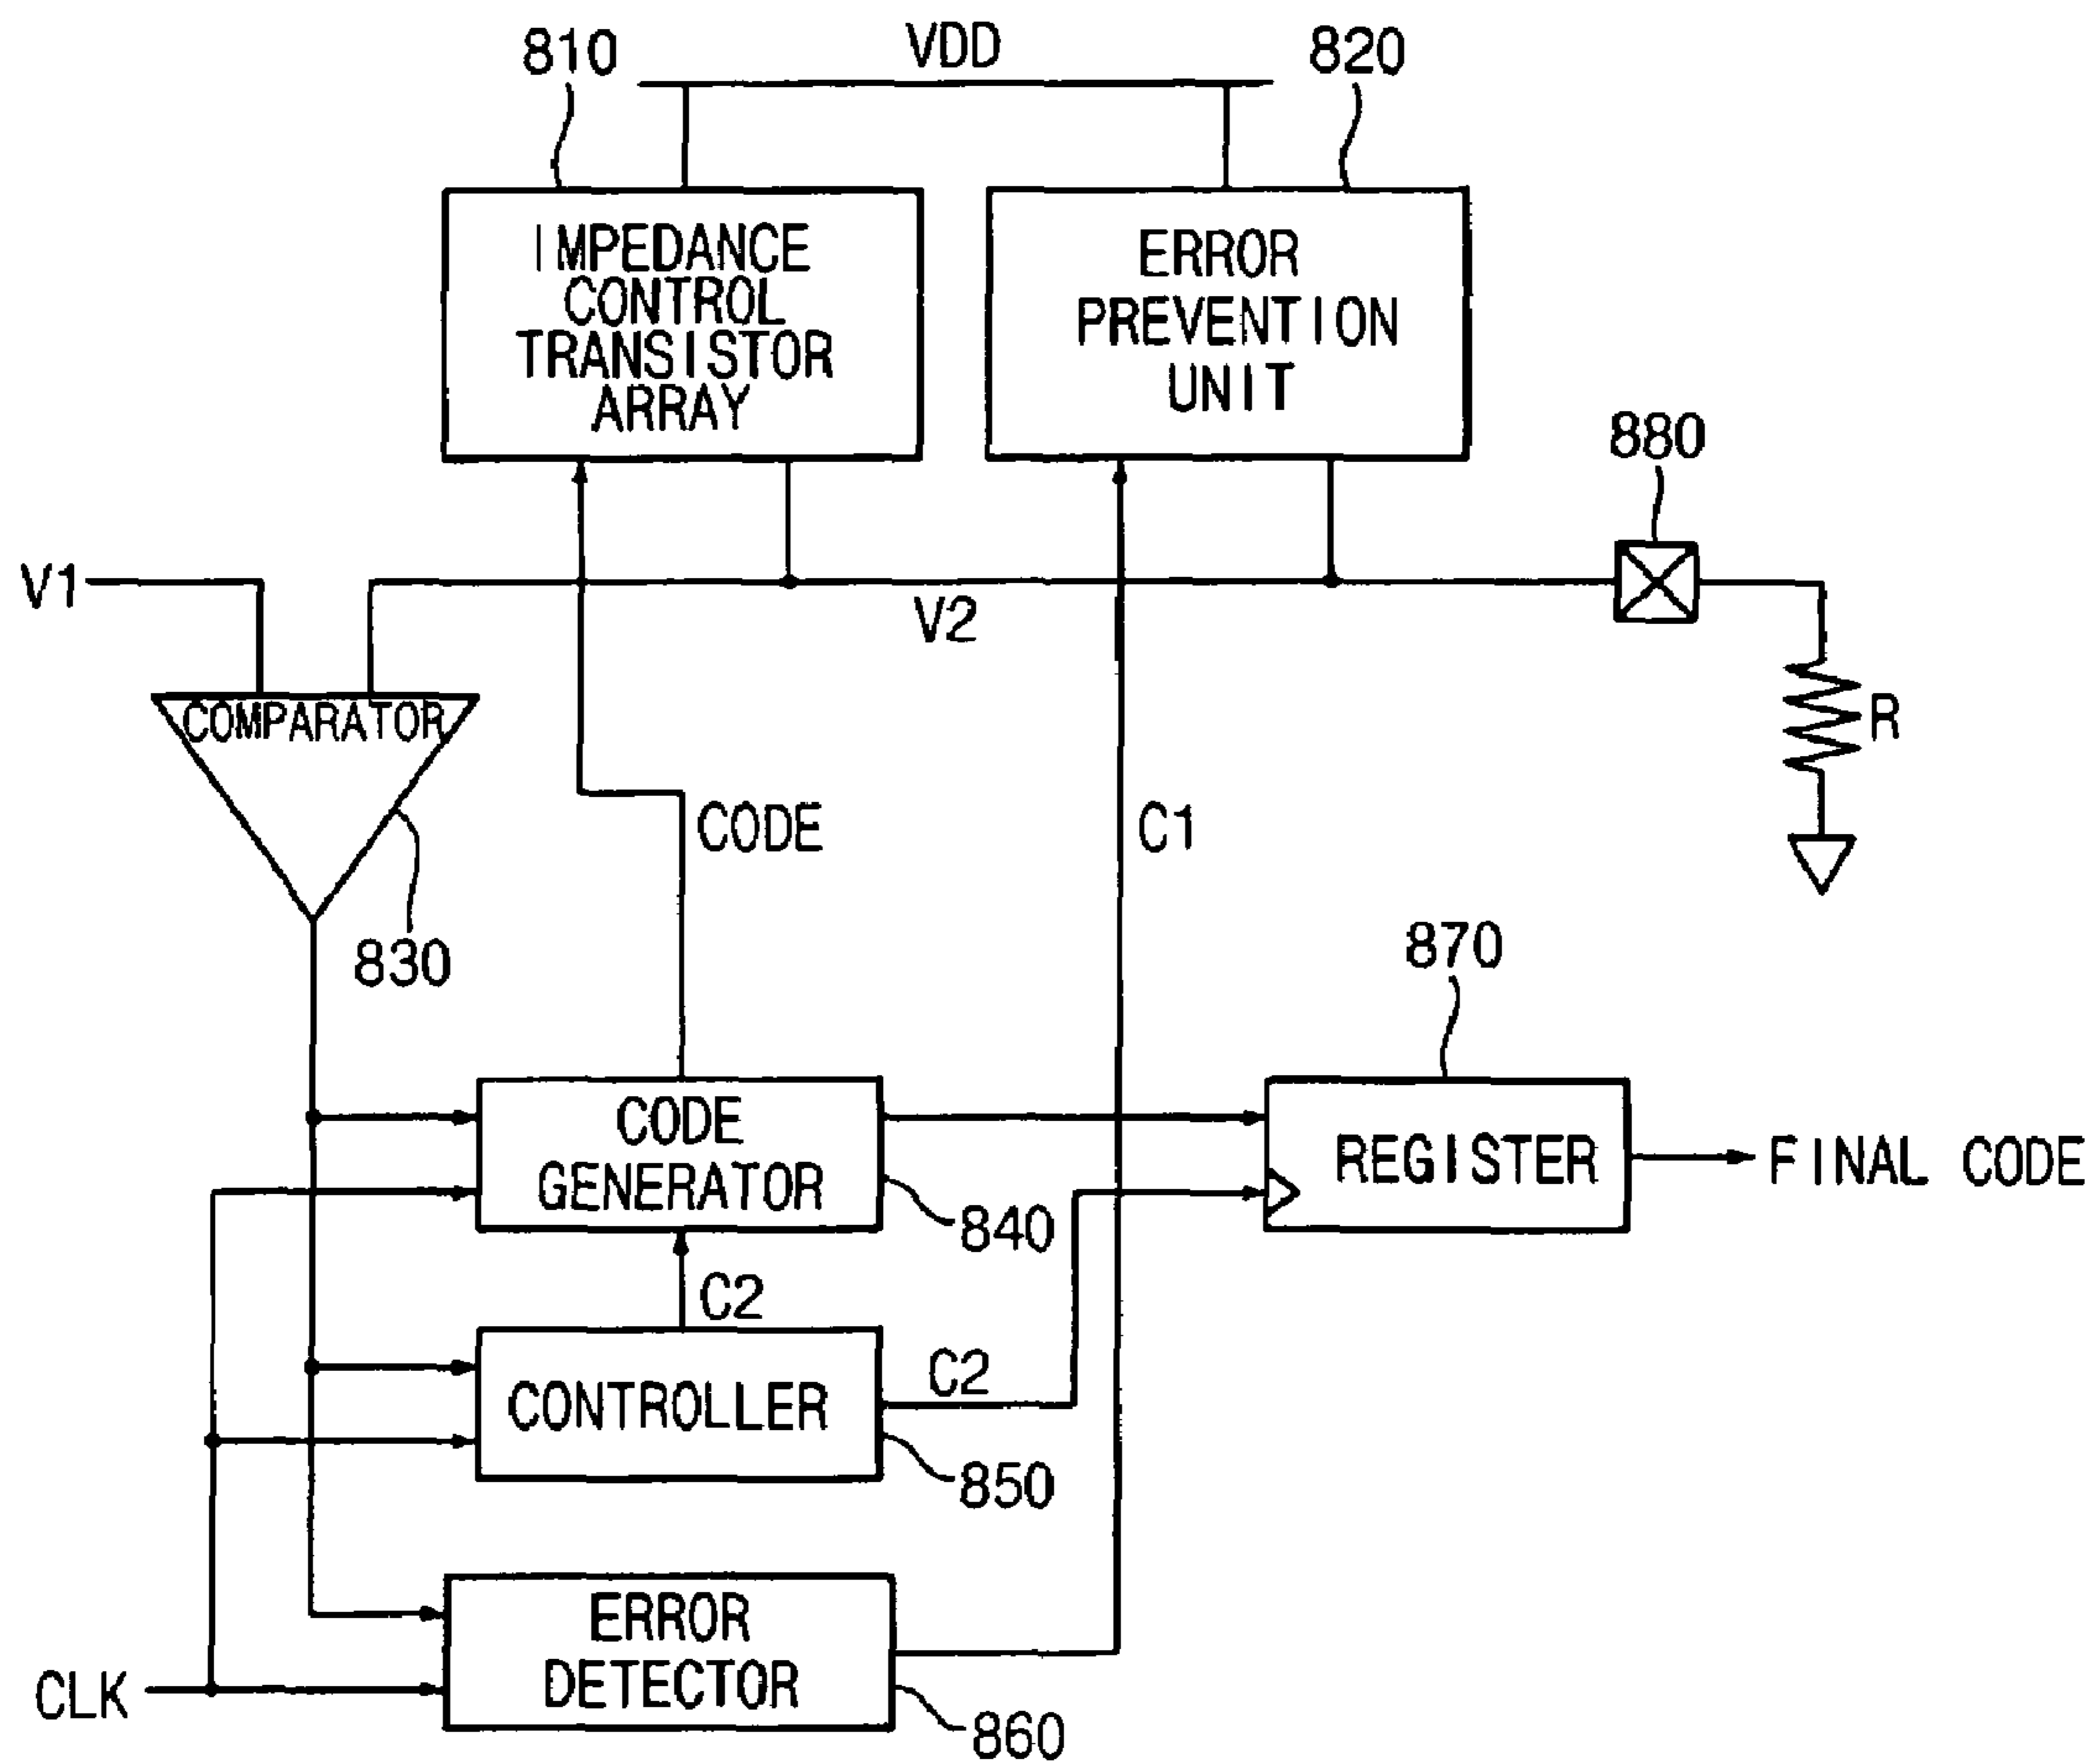 810
VDD
820
IMPEDANCE
CONTROL
TRANSISTOR
ARRAY
ERROR
PREVENTION
UNIT
880
V1
V2
COMPARATOR
R
CODE
C1
830
870
CODE
GENERATOR
REGISTER
FINAL CODE
840
C2
C2
CONTROLLER
850
ERROR
DETECTOR
CLK
860